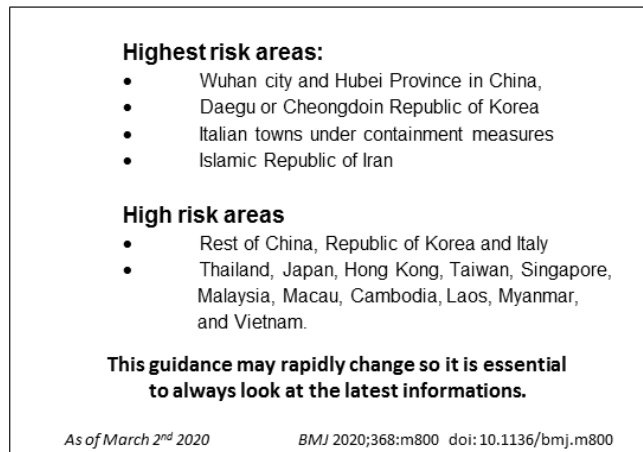 Highest risk areas:
• Wuhan city and Hubei Province in China,
• Daegu or Cheongdoin Republic of Korea
• Italian towns under containment measures
• Islamic Republic of Iran
High risk areas
• Rest of China, Republic of Korea and Italy
• Thailand, Japan, Hong Kong, Taiwan, Singapore,
Malaysia, Macau, Cambodia, Laos, Myanmar,
and Vietnam.
This guidance may rapidly change so it is essential
to always look at the latest informations.
As of March 2nd 2020 BMJ 2020;368:m800 doi: 10.1136/bmj.m800